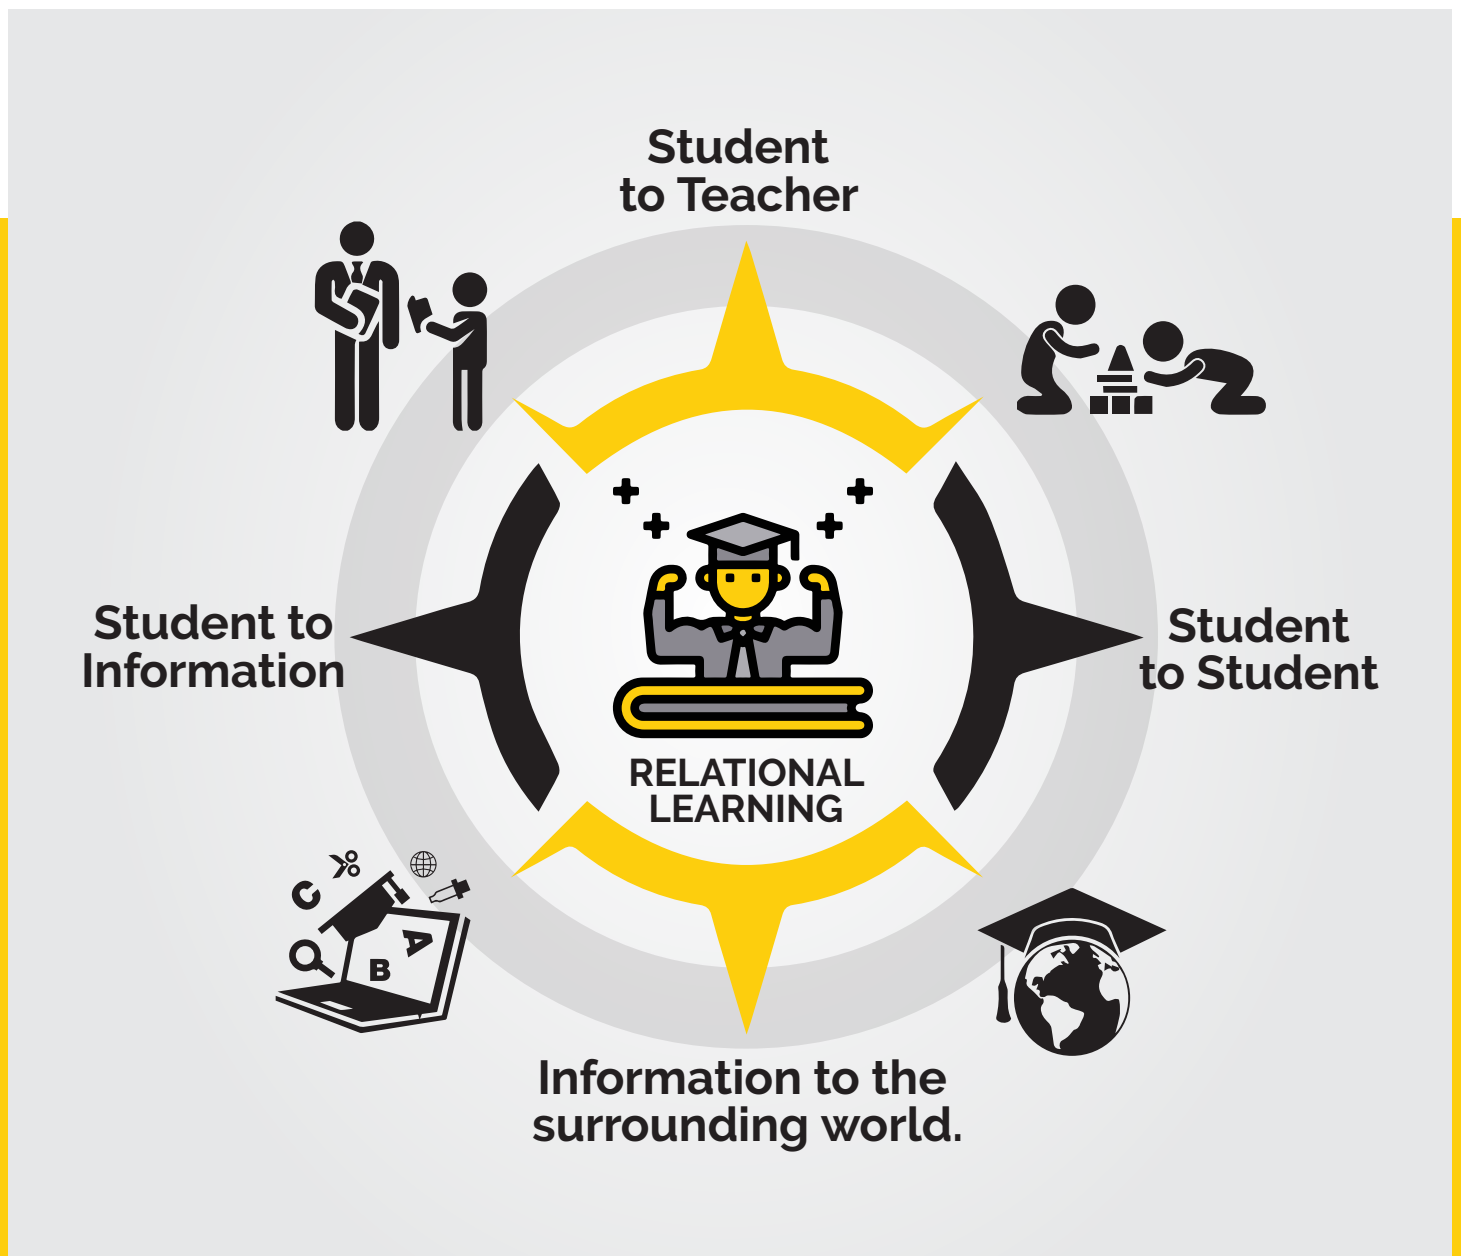 Student
to Teacher
Student to
Information
Student
to Student
RELATIONAL
LEARNING
C
A
B
Information to the
surrounding world.